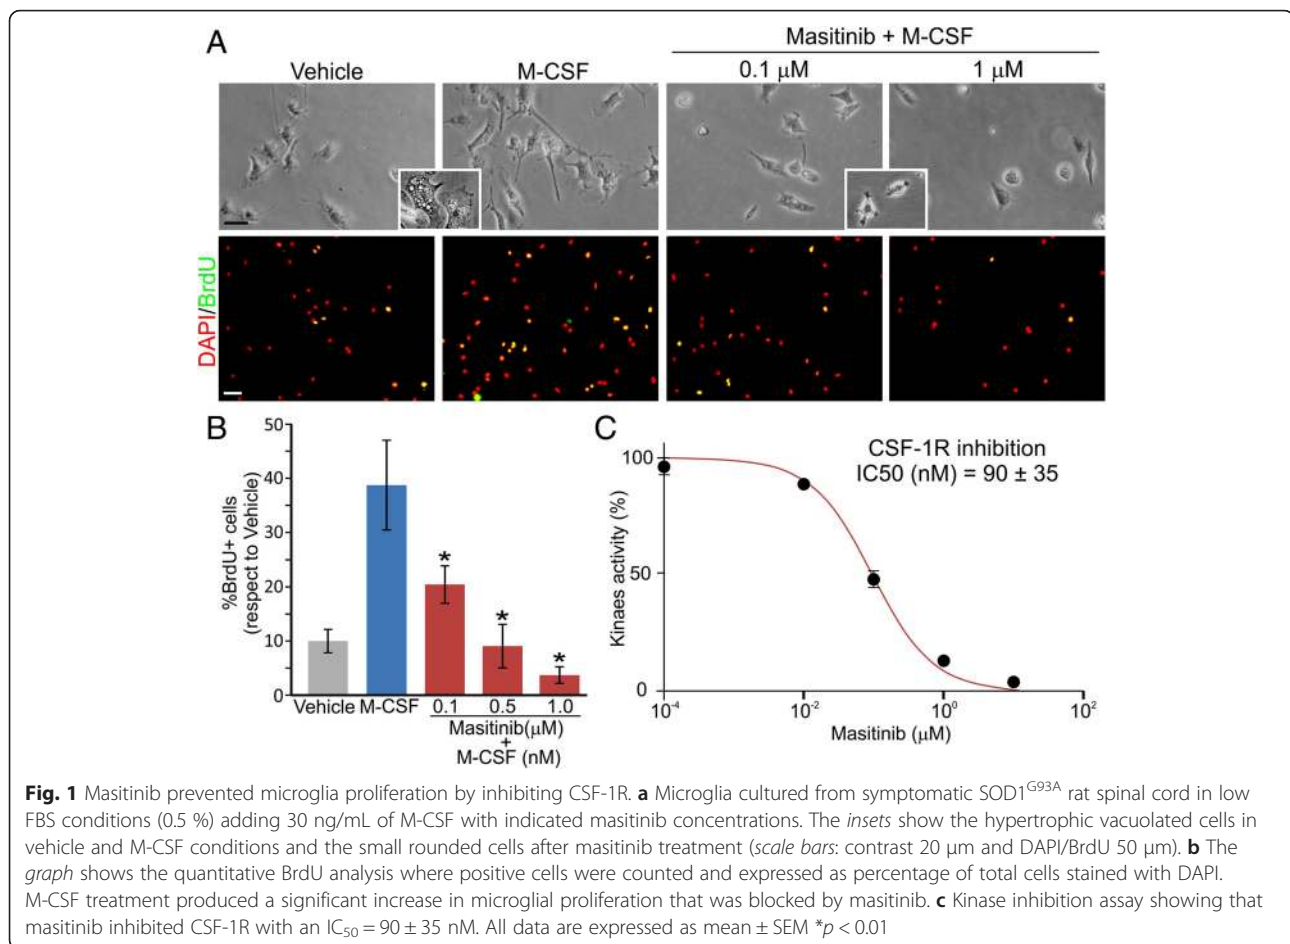 A
Masitinib + M-CSF
Vehicle
M-CSF
0.1 μM
1 μM
DAPI/BrdU
B
%BrdU+ cells
(respect to Vehicle)
50
40
30
20
10
0
*
*
*
Vehicle M-CSF 0.1 0.5 1.0
Masitinib(μM)
+
M-CSF (nM)
C
CSF-1R inhibition
IC50 (nM) = 90 ± 35
Kinaes activity (%)
100
50
0
10⁻⁴ 10⁻² 10⁰ 10²
Masitinib (μM)
Fig. 1 Masitinib prevented microglia proliferation by inhibiting CSF-1R. a Microglia cultured from symptomatic SOD1ᴳ⁹³ᴬ rat spinal cord in low
FBS conditions (0.5 %) adding 30 ng/mL of M-CSF with indicated masitinib concentrations. The insets show the hypertrophic vacuolated cells in
vehicle and M-CSF conditions and the small rounded cells after masitinib treatment (scale bars: contrast 20 μm and DAPI/BrdU 50 μm). b The
graph shows the quantitative BrdU analysis where positive cells were counted and expressed as percentage of total cells stained with DAPI.
M-CSF treatment produced a significant increase in microglial proliferation that was blocked by masitinib. c Kinase inhibition assay showing that
masitinib inhibited CSF-1R with an IC₅₀ = 90 ± 35 nM. All data are expressed as mean ± SEM *p < 0.01